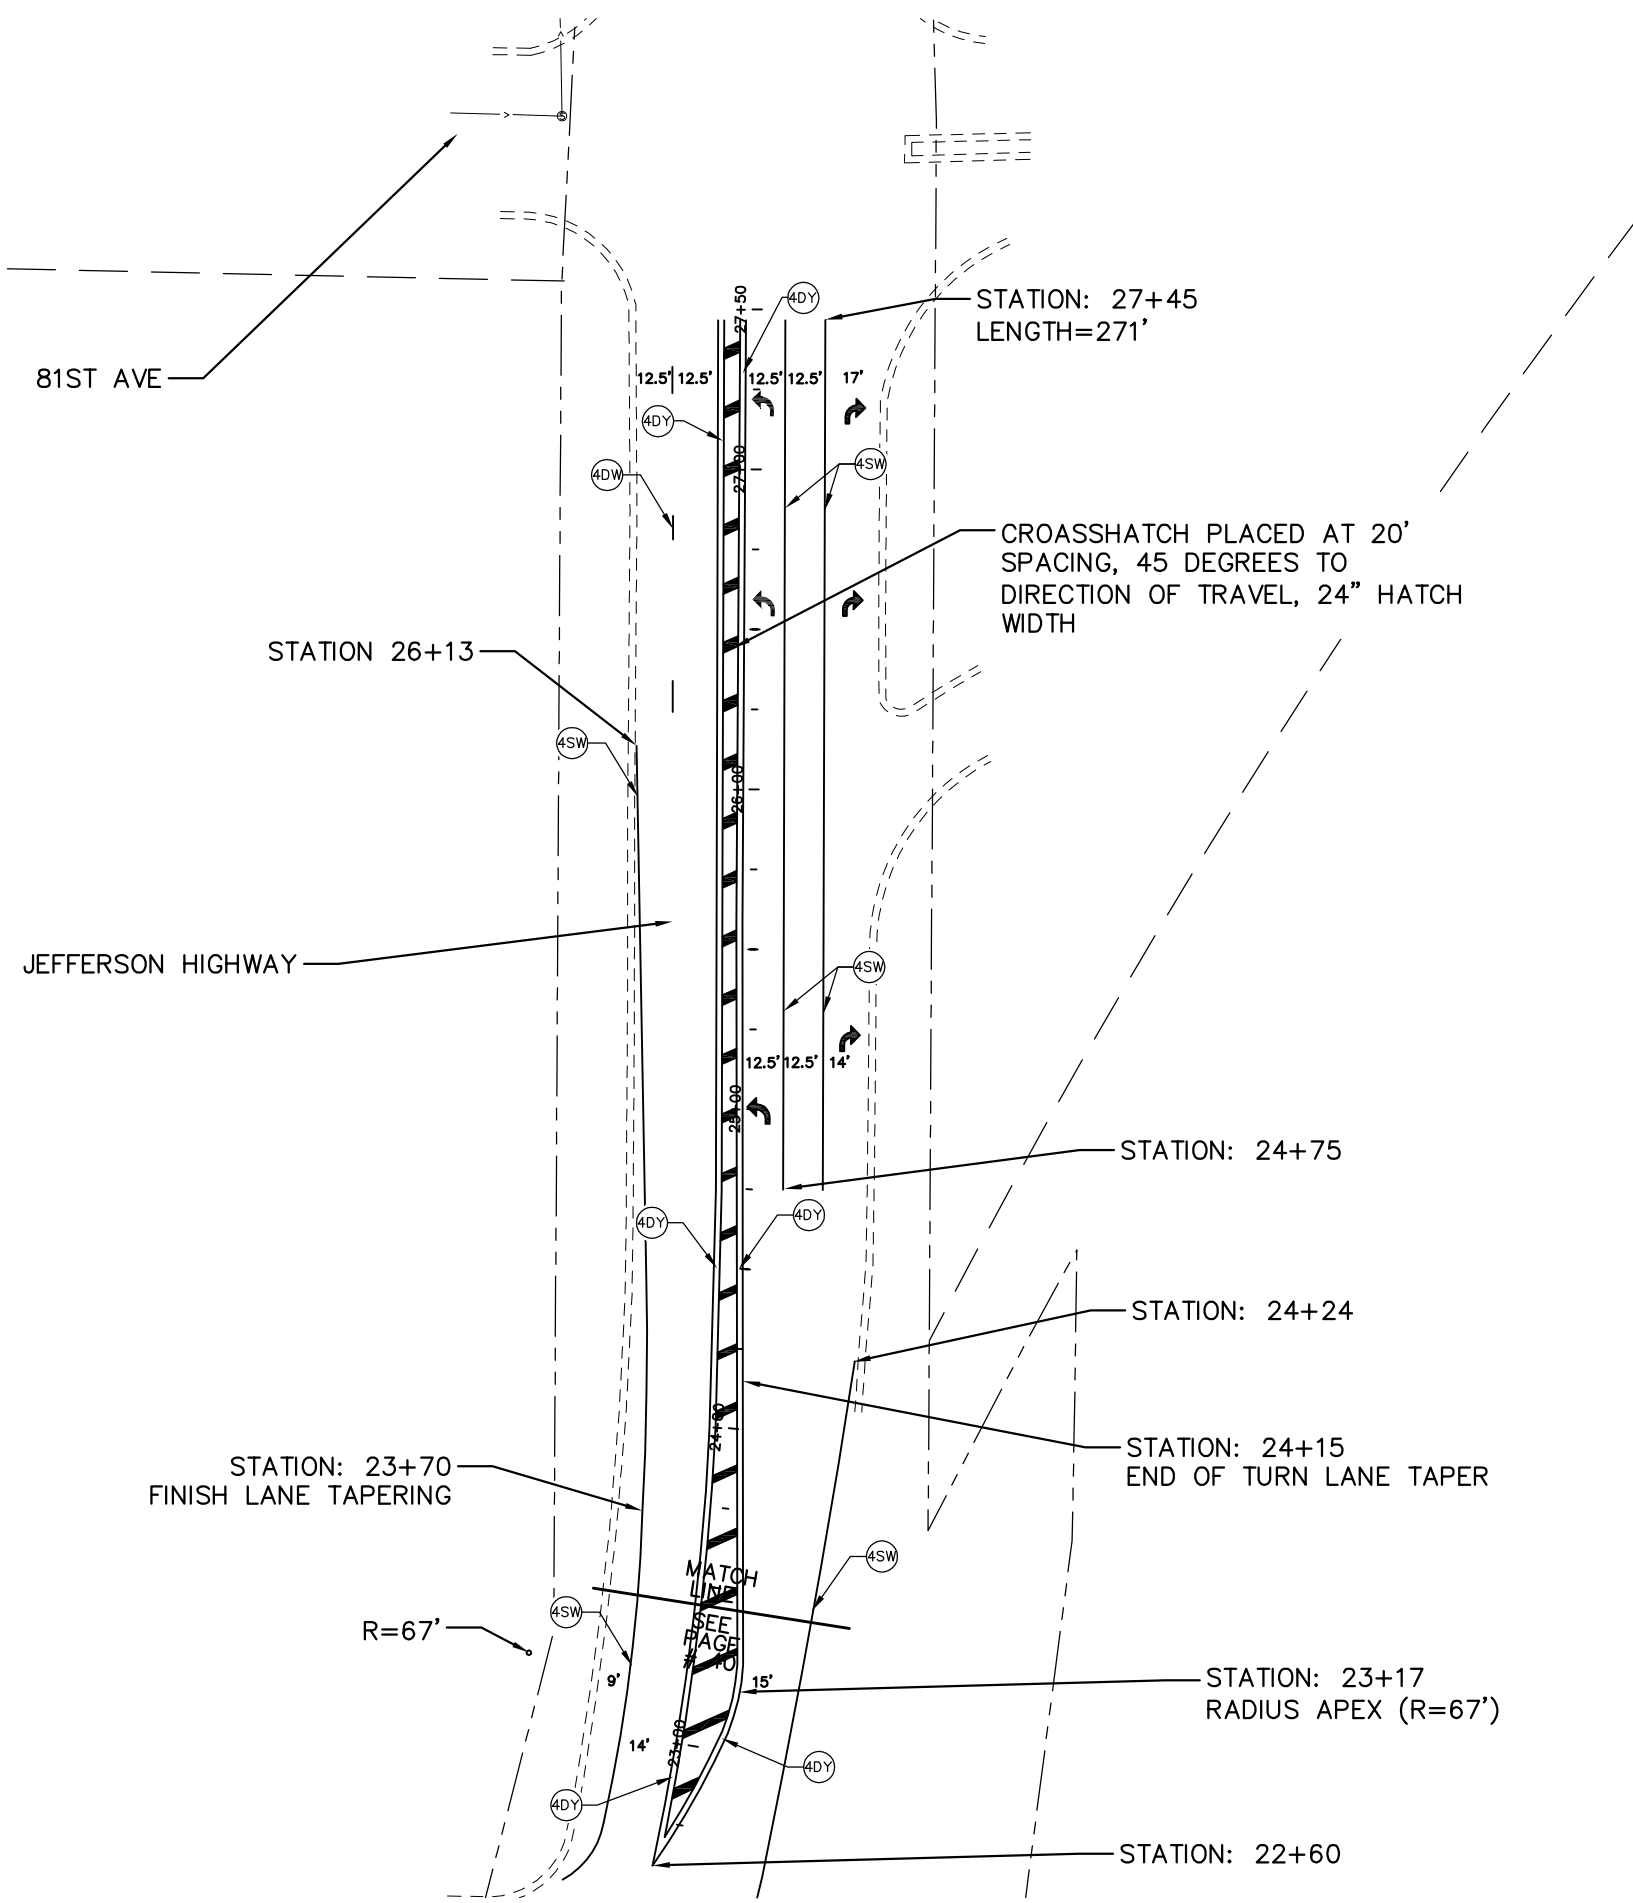 S
27+50
4DY
STATION: 27+45
LENGTH=271'
81ST AVE
12.5'
12.5'
12.5'
12.5'
17'
4DY
27+00
4SW
4DW
CROASSHATCH PLACED AT 20'
SPACING, 45 DEGREES TO
DIRECTION OF TRAVEL, 24" HATCH
WIDTH
STATION 26+13
4SW
26+00
JEFFERSON HIGHWAY
4SW
12.5'
12.5'
14'
25+00
STATION: 24+75
4DY
4DY
STATION: 24+24
24+00
STATION: 24+15
END OF TURN LANE TAPER
STATION: 23+70
FINISH LANE TAPERING
4SW
MATCH
LINE
SEE
PAGE
# 10
4SW
R=67'
9'
15'
STATION: 23+17
RADIUS APEX (R=67')
14'
23+00
4DY
4DY
STATION: 22+60